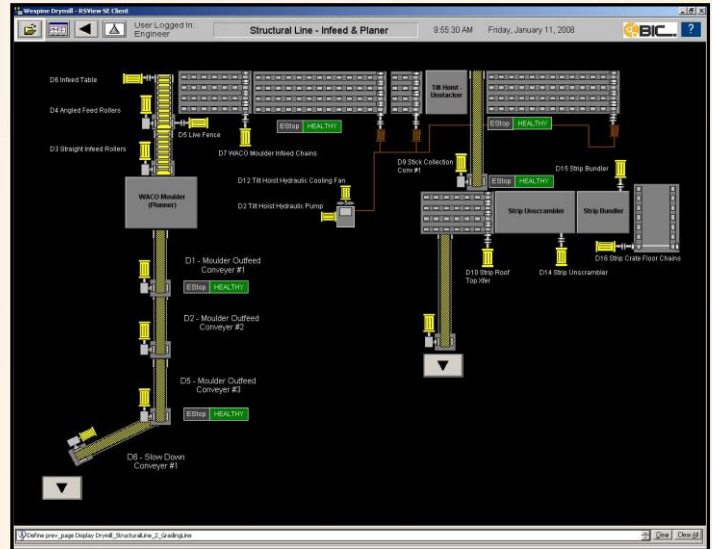 Wespine Drymill - RSView SE Client
User Logged In:
Engineer
Structural Line - Infeed & Planer
9:55:30 AM Friday, January 11, 2008
BIC
?
D6 Infeed Table
D4 Angled Feed Rollers
D5 Live Fence
D3 Straight Infeed Rollers
D7 WACO Moulder Infeed Chains
EStop HEALTHY
Tilt Hoist -
Unstacker
EStop HEALTHY
D9 Stick Collection
Conv #1
D15 Strip Bundler
EStop HEALTHY
D12 Tilt Hoist Hydraulic Cooling Fan
D2 Tilt Hoist Hydraulic Pump
WACO Moulder
(Planner)
Strip Unscrambler
Strip Bundler
D16 Strip Crate Floor Chains
D10 Strip Roof
Top Xfer
D14 Strip Unscrambler
D1 - Moulder Outfeed
Conveyer #1
EStop HEALTHY
D2 - Moulder Outfeed
Conveyer #2
D5 - Moulder Outfeed
Conveyer #3
EStop HEALTHY
D6 - Slow Down
Conveyer #1
Define prev_page Display Drymill_StructuralLine_2_GradingLine
Clear Clear All